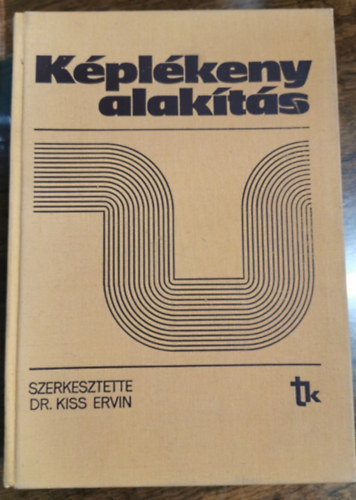 Képlékeny
alakítás
SZERKESZTETTE
DR. KISS ERVIN
tk